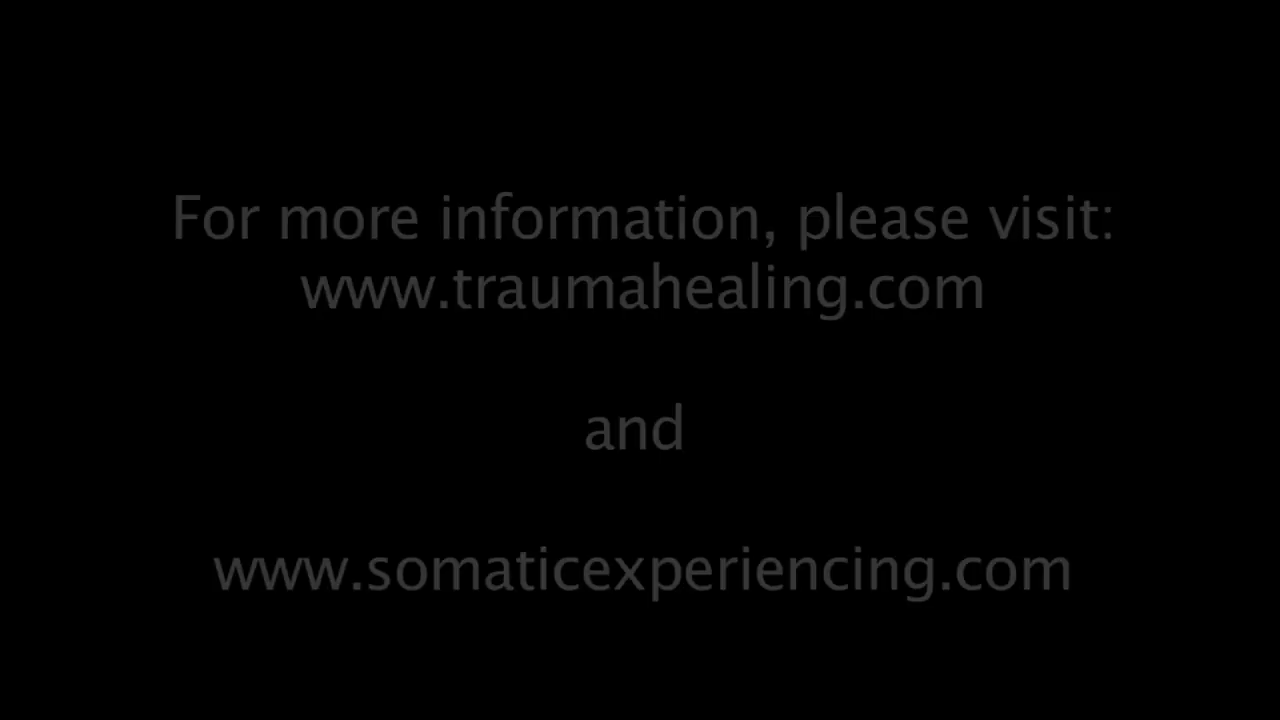 For more information, please visit:
www.traumahealing.com
and
www.somaticexperiencing.com